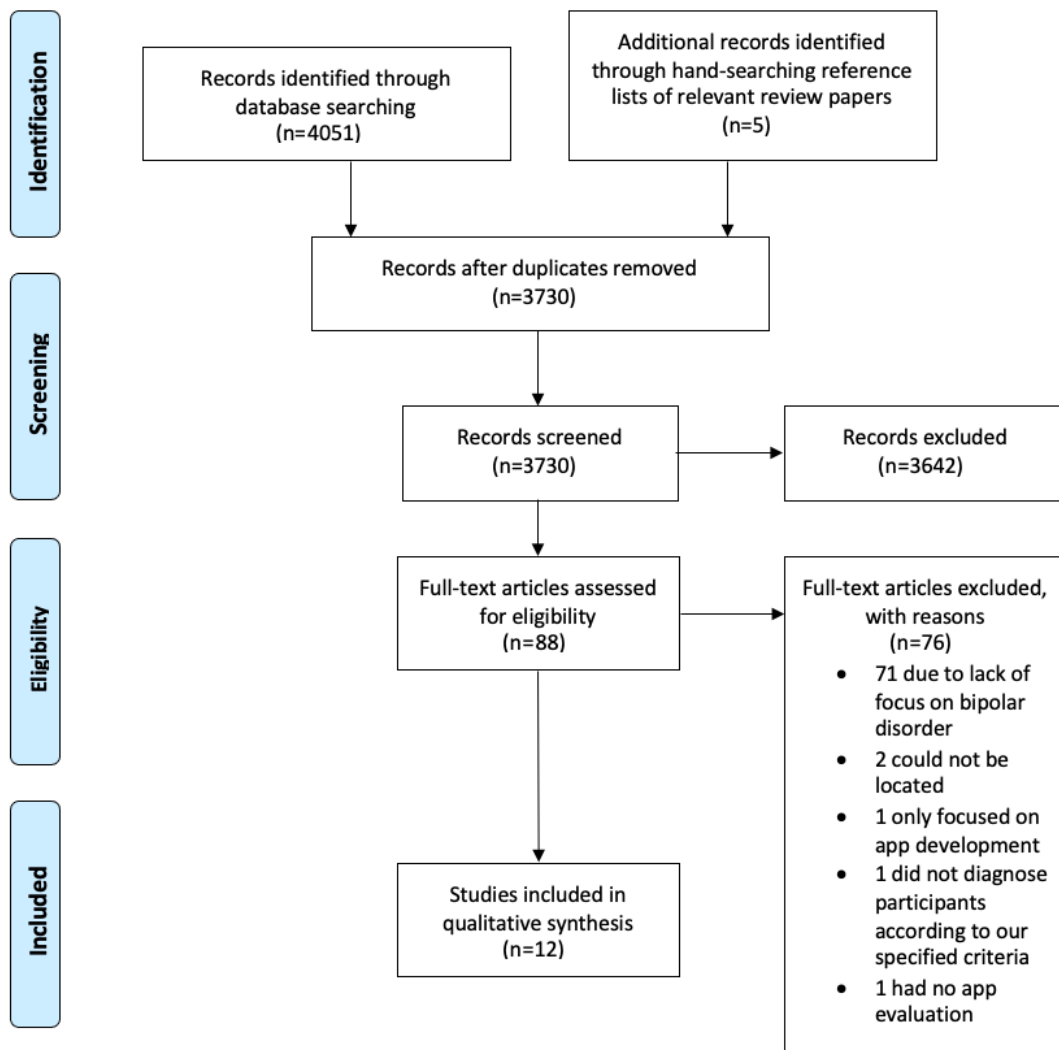 Identification
Records identified through
database searching
(n=4051)
Additional records identified
through hand-searching reference
lists of relevant review papers
(n=5)
Records after duplicates removed
(n=3730)
Screening
Records screened
(n=3730)
Records excluded
(n=3642)
Eligibility
Full-text articles assessed
for eligibility
(n=88)
Full-text articles excluded,
with reasons
(n=76)
• 71 due to lack of
focus on bipolar
disorder
• 2 could not be
located
• 1 only focused on
app development
• 1 did not diagnose
participants
according to our
specified criteria
• 1 had no app
evaluation
Included
Studies included in
qualitative synthesis
(n=12)